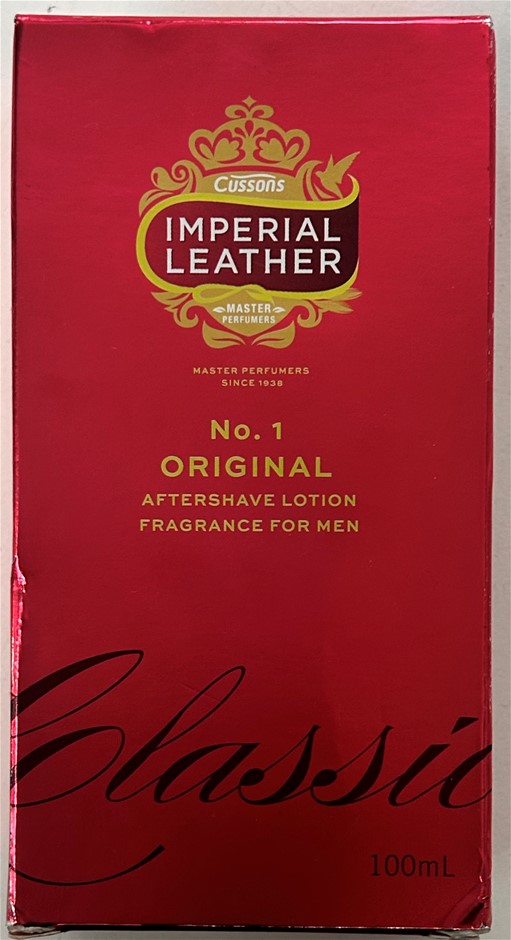 Cussons
IMPERIAL
LEATHER
MASTER
PERFUMERS
MASTER PERFUMERS
SINCE 1938
No. 1
ORIGINAL
AFTERSHAVE LOTION
FRAGRANCE FOR MEN
Classic
100mL